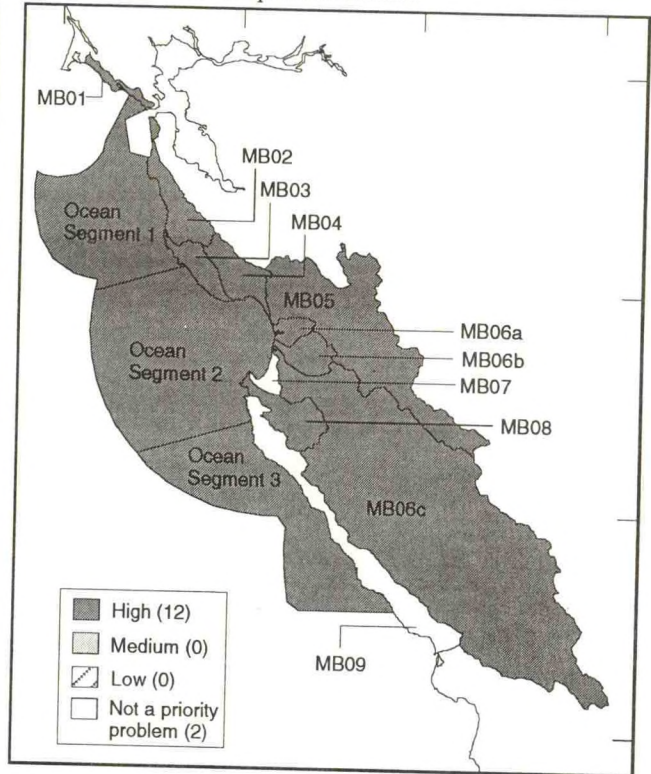 MB01
MB02
MB03
MB04
Ocean
Segment 1
MB05
MB06a
Ocean
Segment 2
MB06b
MB07
MB08
Ocean
Segment 3
MB06c
High (12)
Medium (0)
Low (0)
Not a priority
problem (2)
MB09